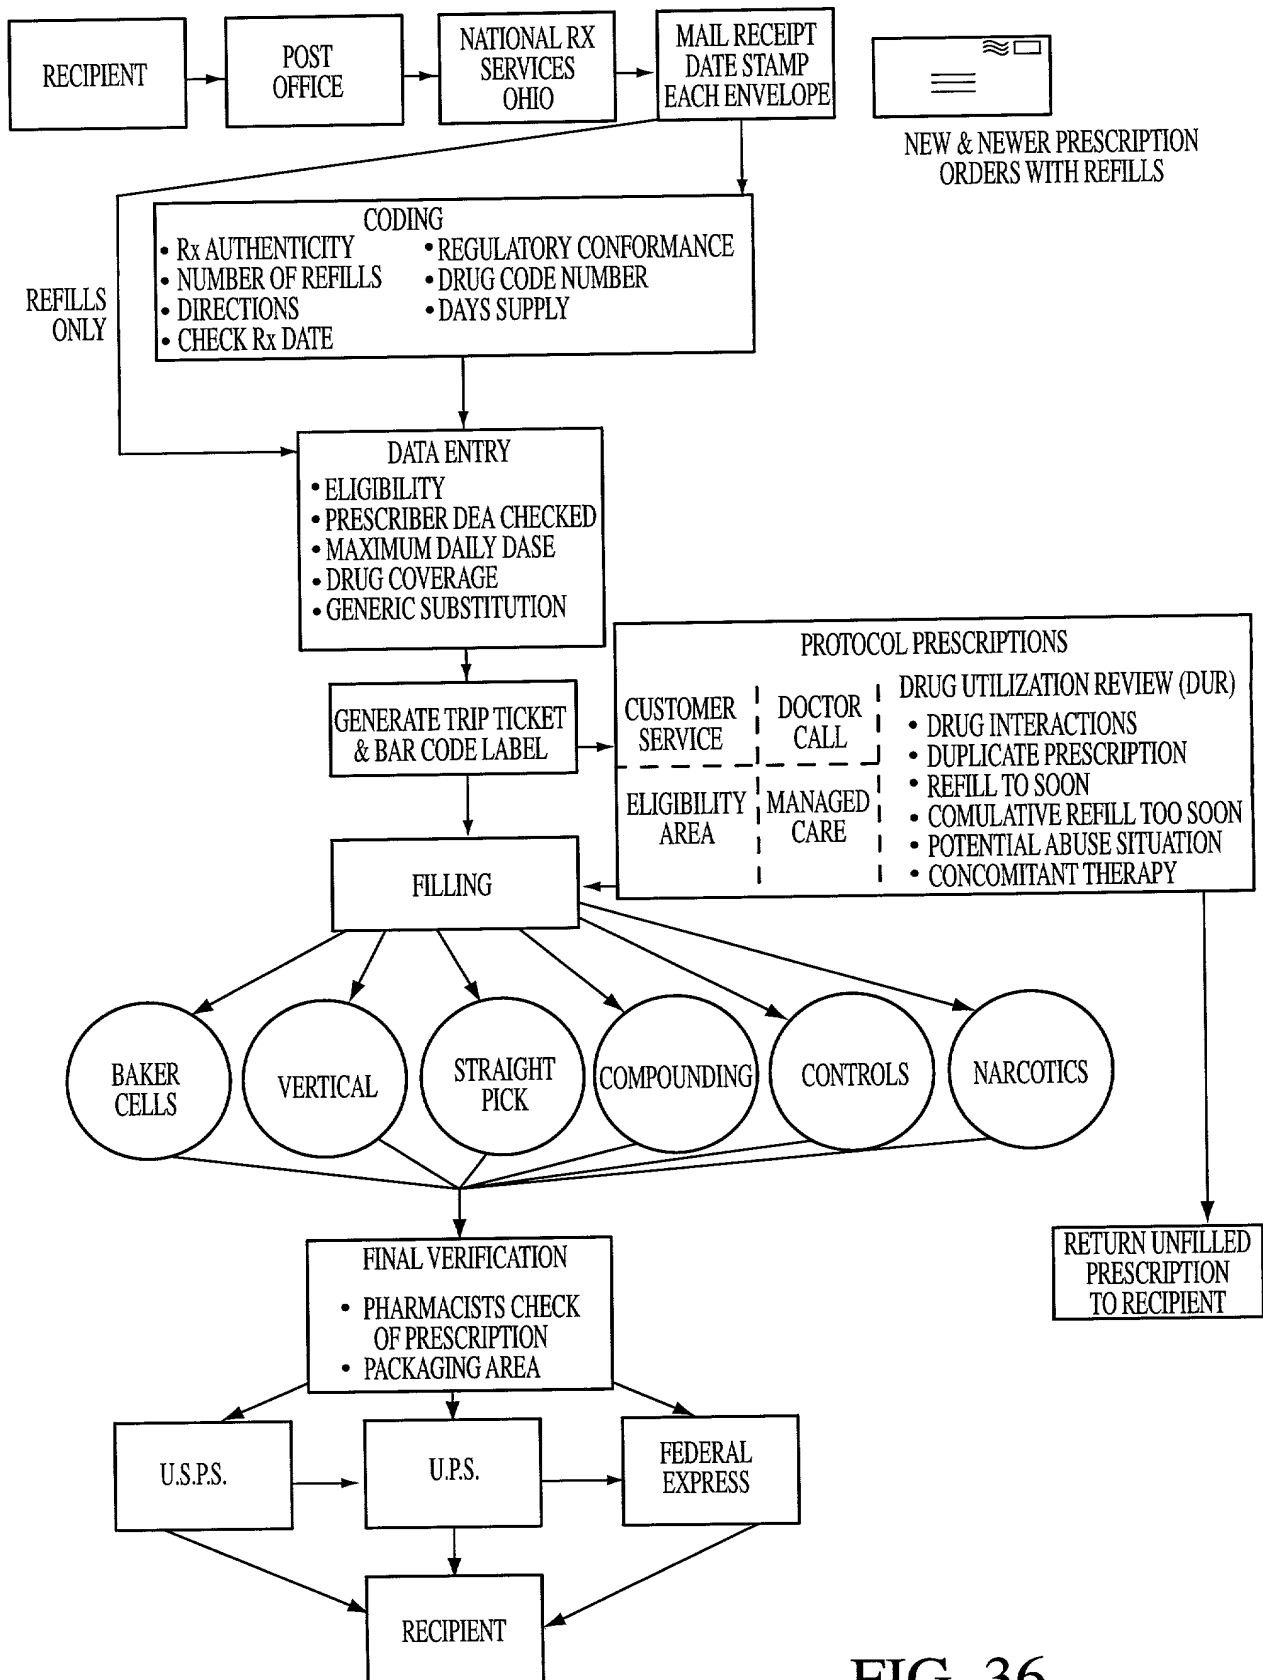 RECIPIENT
POST
OFFICE
NATIONAL RX
SERVICES
OHIO
MAIL RECEIPT
DATE STAMP
EACH ENVELOPE
NEW & NEWER PRESCRIPTION
ORDERS WITH REFILLS
REFILLS
ONLY
CODING
• Rx AUTHENTICITY
• NUMBER OF REFILLS
• DIRECTIONS
• CHECK Rx DATE
• REGULATORY CONFORMANCE
• DRUG CODE NUMBER
• DAYS SUPPLY
DATA ENTRY
• ELIGIBILITY
• PRESCRIBER DEA CHECKED
• MAXIMUM DAILY DASE
• DRUG COVERAGE
• GENERIC SUBSTITUTION
GENERATE TRIP TICKET
& BAR CODE LABEL
PROTOCOL PRESCRIPTIONS
CUSTOMER
SERVICE
DOCTOR
CALL
ELIGIBILITY
AREA
MANAGED
CARE
DRUG UTILIZATION REVIEW (DUR)
• DRUG INTERACTIONS
• DUPLICATE PRESCRIPTION
• REFILL TO SOON
• COMULATIVE REFILL TOO SOON
• POTENTIAL ABUSE SITUATION
• CONCOMITANT THERAPY
FILLING
BAKER
CELLS
VERTICAL
STRAIGHT
PICK
COMPOUNDING
CONTROLS
NARCOTICS
FINAL VERIFICATION
• PHARMACISTS CHECK
OF PRESCRIPTION
• PACKAGING AREA
RETURN UNFILLED
PRESCRIPTION
TO RECIPIENT
U.S.P.S.
U.P.S.
FEDERAL
EXPRESS
RECIPIENT
FIG. 36